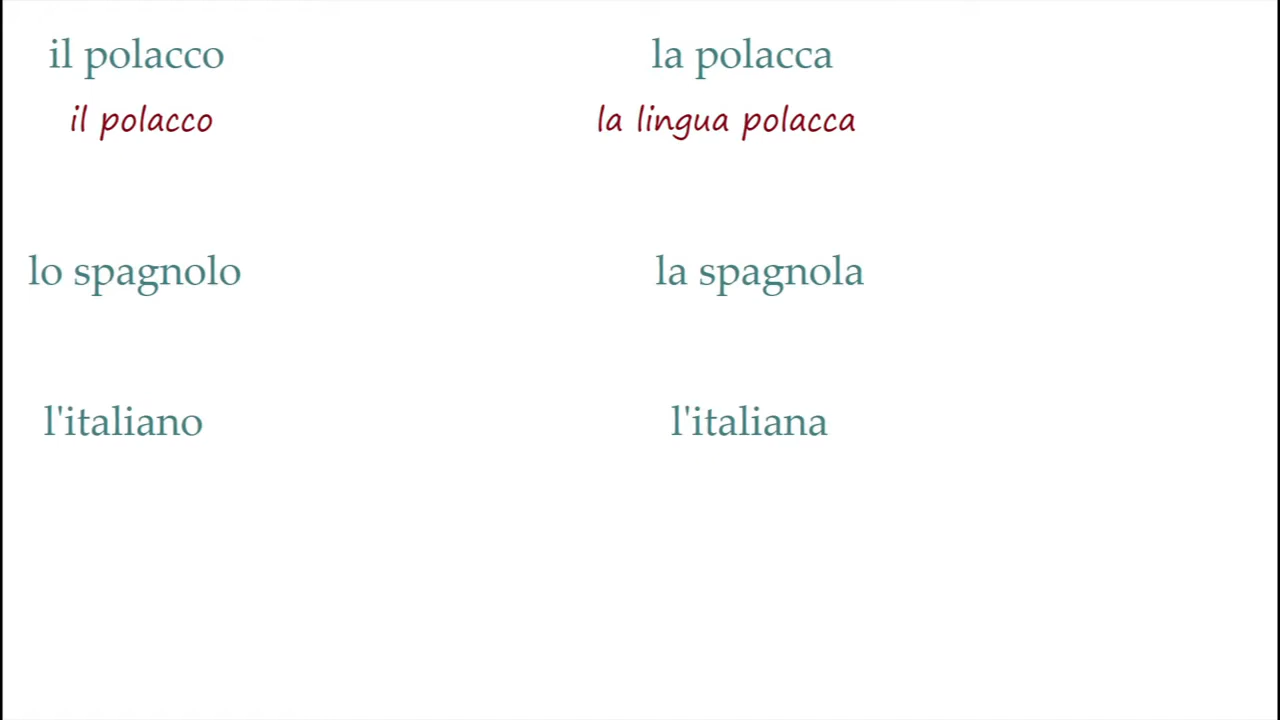 il polacco
la polacca
il polacco
la lingua polacca
lo spagnolo
la spagnola
l'italiano
l'italiana